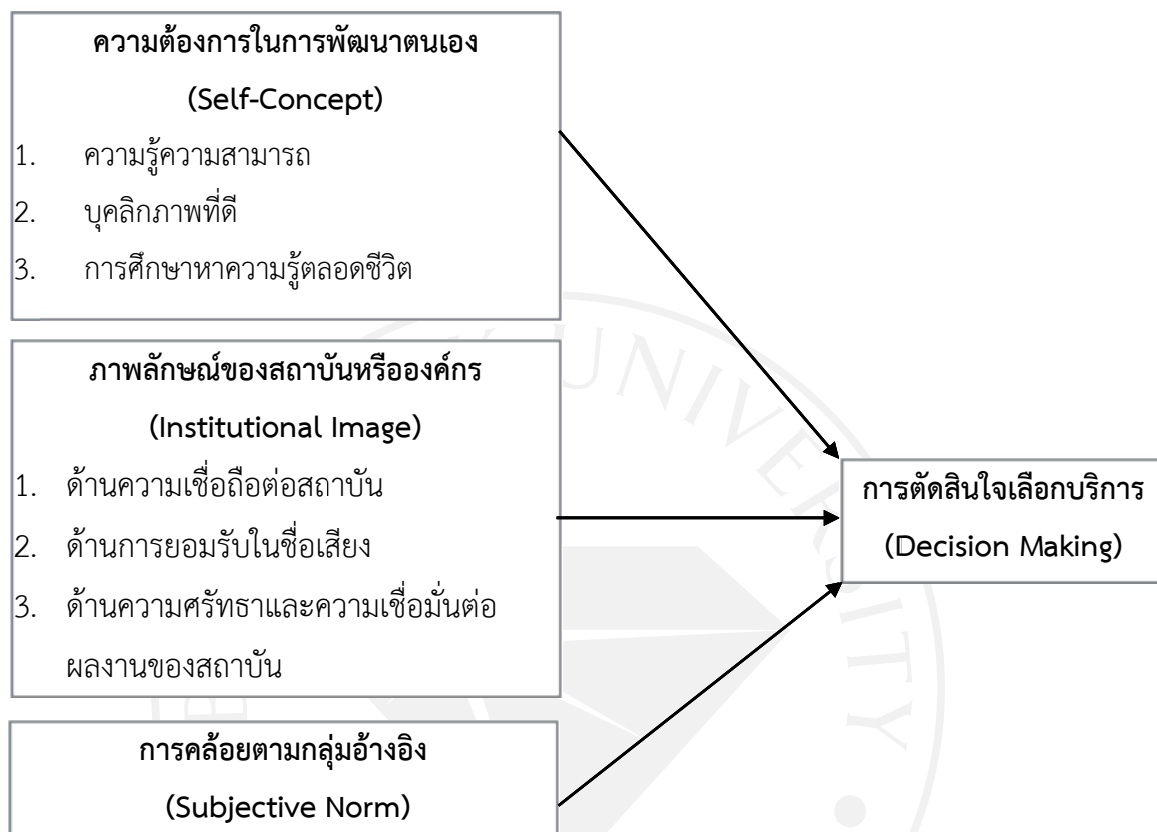 ความต้องการในการพัฒนาตนเอง
(Self-Concept)
1. ความรู้ความสามารถ
2. บุคลิกภาพที่ดี
3. การศึกษาหาความรู้ตลอดชีวิต
ภาพลักษณ์ของสถาบันหรือองค์กร
(Institutional Image)
1. ด้านความเชื่อถือต่อสถาบัน
2. ด้านการยอมรับในชื่อเสียง
3. ด้านความศรัทธาและความเชื่อมั่นต่อ
ผลงานของสถาบัน
การคล้อยตามกลุ่มอ้างอิง
(Subjective Norm)
การตัดสินใจเลือกบริการ
(Decision Making)
UNIVERSITY